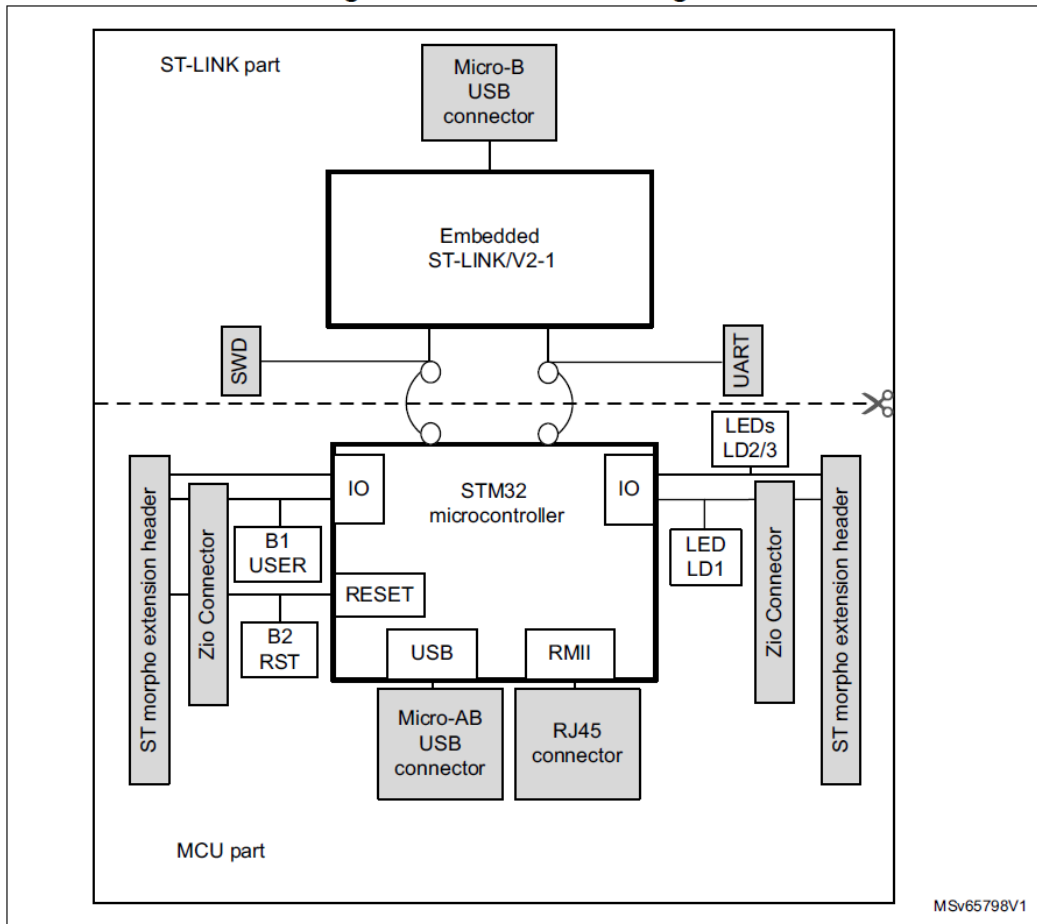 ST-LINK part
Micro-B
USB
connector
Embedded
ST-LINK/V2-1
SWD
UART
LEDs
LD2/3
IO
STM32
microcontroller
IO
ST morpho extension header
Zio Connector
B1
USER
LED
LD1
Zio Connector
ST morpho extension header
RESET
B2
RST
USB
RMII
Micro-AB
USB
connector
RJ45
connector
MCU part
MSv65798V1